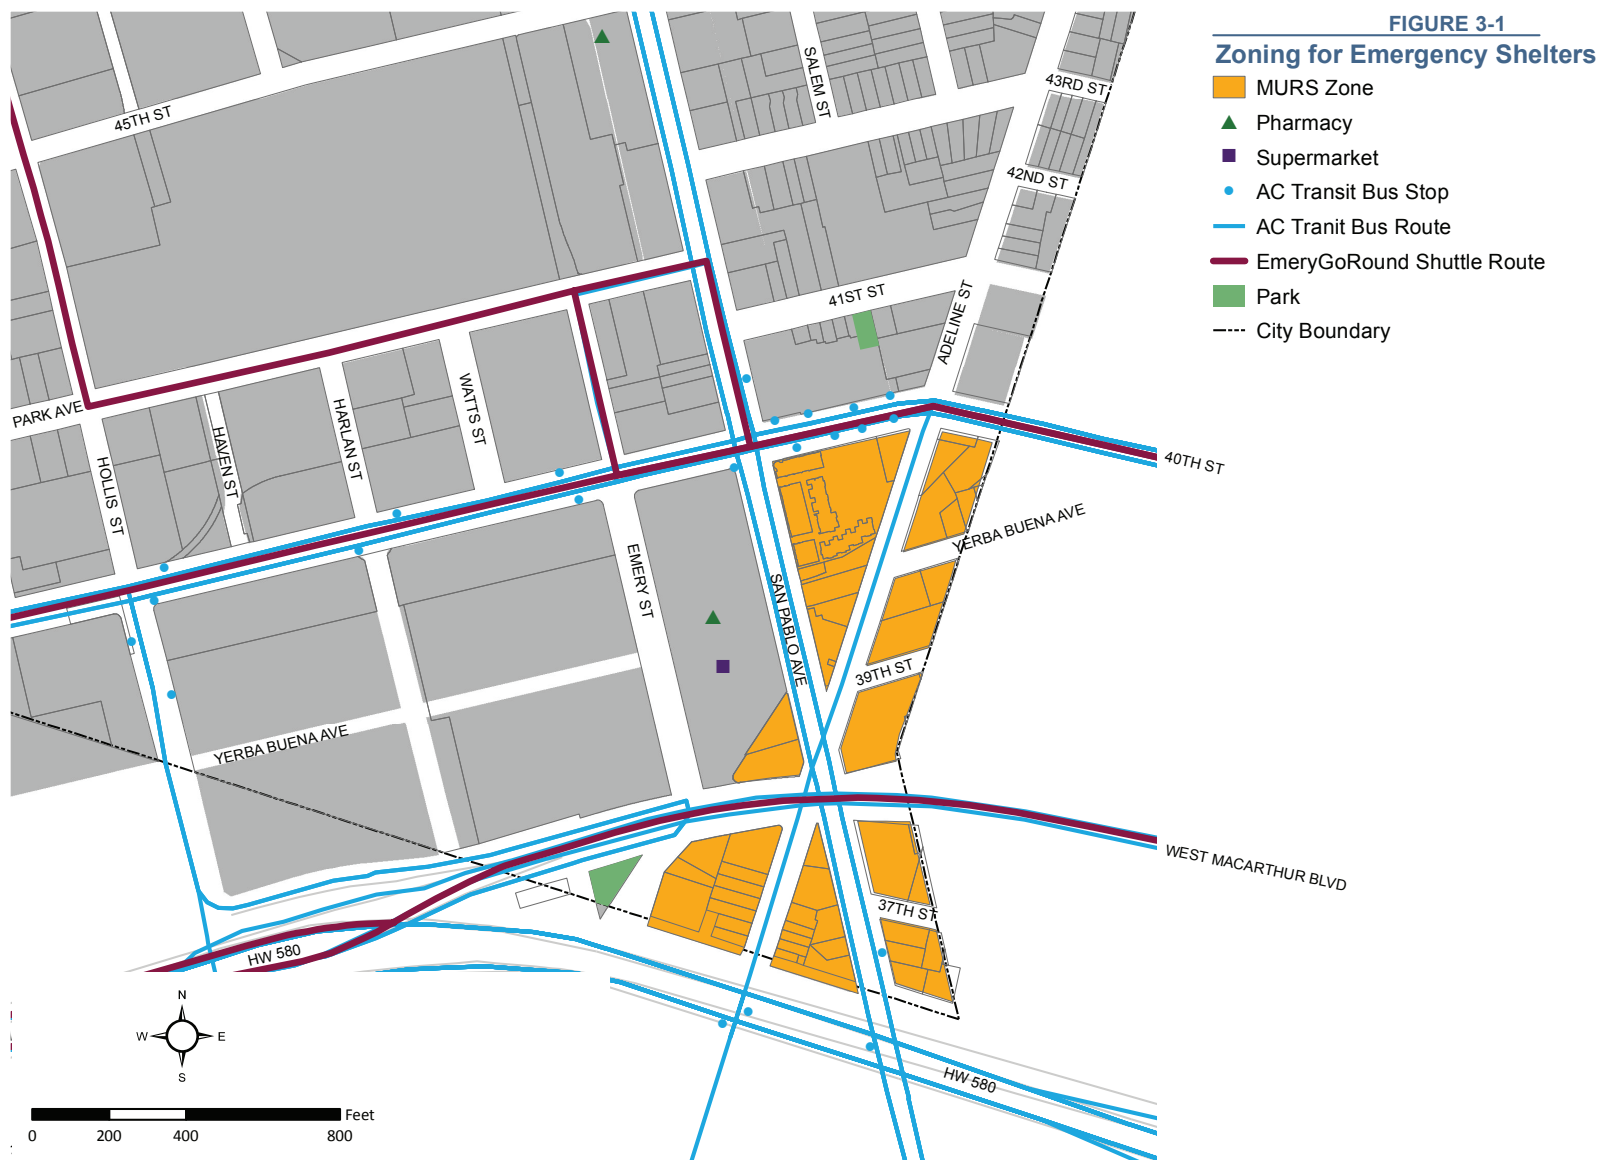 FIGURE 3-1
Zoning for Emergency Shelters
MURS Zone
Pharmacy
Supermarket
AC Transit Bus Stop
AC Tranit Bus Route
EmeryGoRound Shuttle Route
Park
City Boundary
45TH ST
SALEM ST
43RD ST
42ND ST
41ST ST
ADELINE ST
PARK AVE
HOLLIS ST
HAVEN ST
HARLAN ST
WATTS ST
40TH ST
YERBA BUENA AVE
EMERY ST
SAN PABLO AVE
39TH ST
YERBA BUENA AVE
WEST MACARTHUR BLVD
37TH ST
HW 580
HW 580
N
W E
S
Feet
0 200 400 800